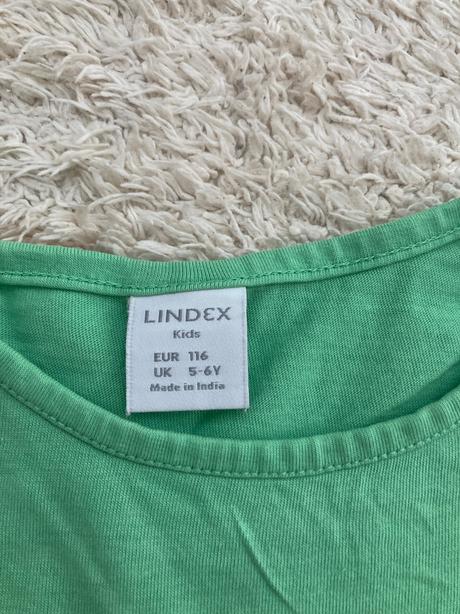 LINDEX
Kids
EUR 116
UK 5-6Y
Made in India